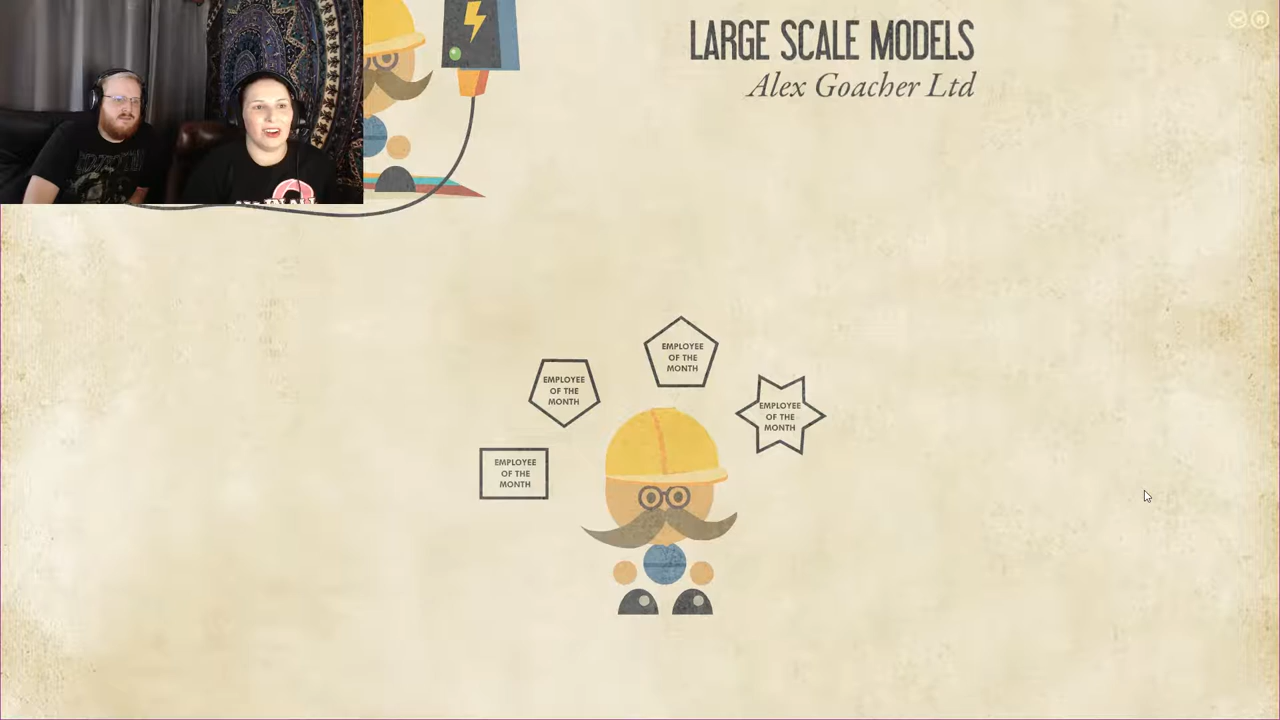 LARGE SCALE MODELS
Alex Goacher Ltd
EMPLOYEE
OF THE
MONTH
EMPLOYEE
OF THE
MONTH
EMPLOYEE
OF THE
MONTH
EMPLOYEE
OF THE
MONTH